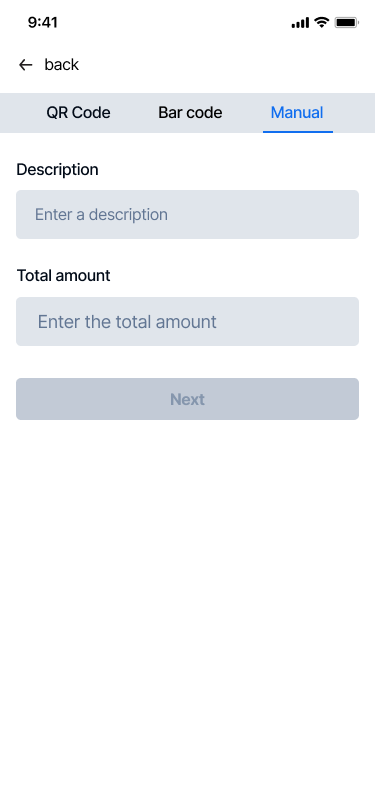 9:41
back
QR Code Bar code Manual
Description
Enter a description
Total amount
Enter the total amount
Next